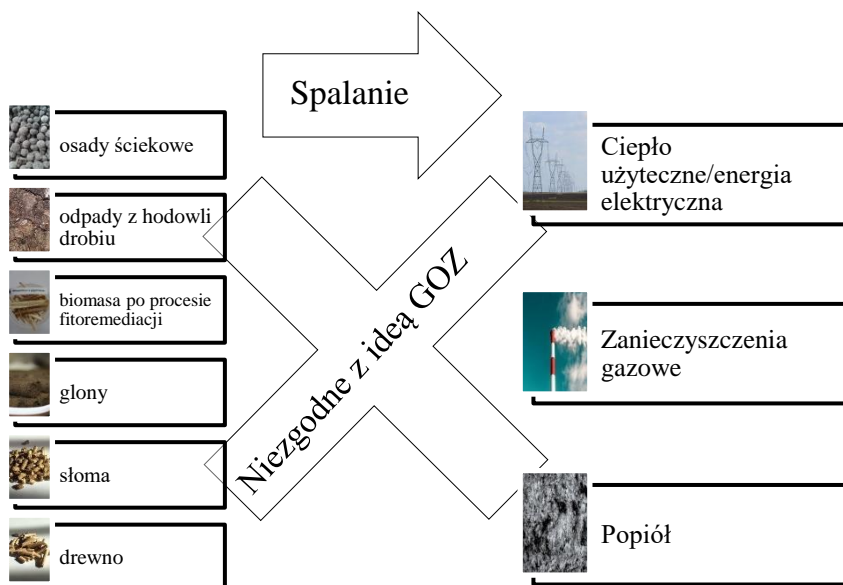 Spalanie
osady ściekowe
odpady z hodowli
drobiu
biomasa po procesie
fitoremediacji
glony
słoma
drewno
Niezgodne z ideą GOZ
Ciepło
użyteczne/energia
elektryczna
Zanieczyszczenia
gazowe
Popiół